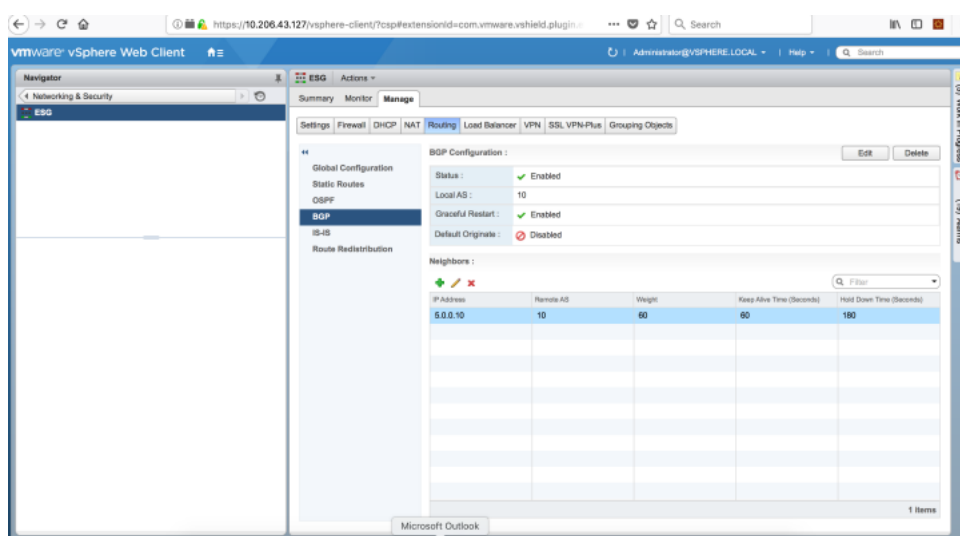 https://10.206.43.127/vsphere-client/?csp#extensionId=com.vmware.vshield.plugin.
Search
vmware® vSphere Web Client
Administrator@VSPHERE.LOCAL
Help
Search
Navigator
Networking & Security
ESG
ESG Actions
Summary Monitor Manage
Settings Firewall DHCP NAT Routing Load Balancer VPN SSL VPN-Plus Grouping Objects
Global Configuration
Static Routes
OSPF
BGP
IS-IS
Route Redistribution
BGP Configuration :
Edit Delete
Status : Enabled
Local AS : 10
Graceful Restart : Enabled
Default Originate : Disabled
Neighbors :
Filter
IP Address Remote AS Weight Keep Alive Time (Seconds) Hold Down Time (Seconds)
5.0.0.10 10 60 60 180
1 Items
Microsoft Outlook
Work In Progress
Alarms